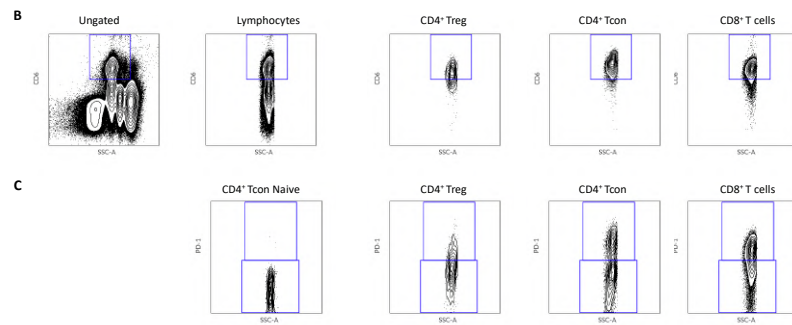 B
Ungated
Lymphocytes
CD4⁺ Treg
CD4⁺ Tcon
CD8⁺ T cells
CD6
CD6
CD6
CD6
CD6
SSC-A
SSC-A
SSC-A
SSC-A
SSC-A
C
CD4⁺ Tcon Naive
CD4⁺ Treg
CD4⁺ Tcon
CD8⁺ T cells
PD-1
PD-1
PD-1
SSC-A
SSC-A
SSC-A
SSC-A